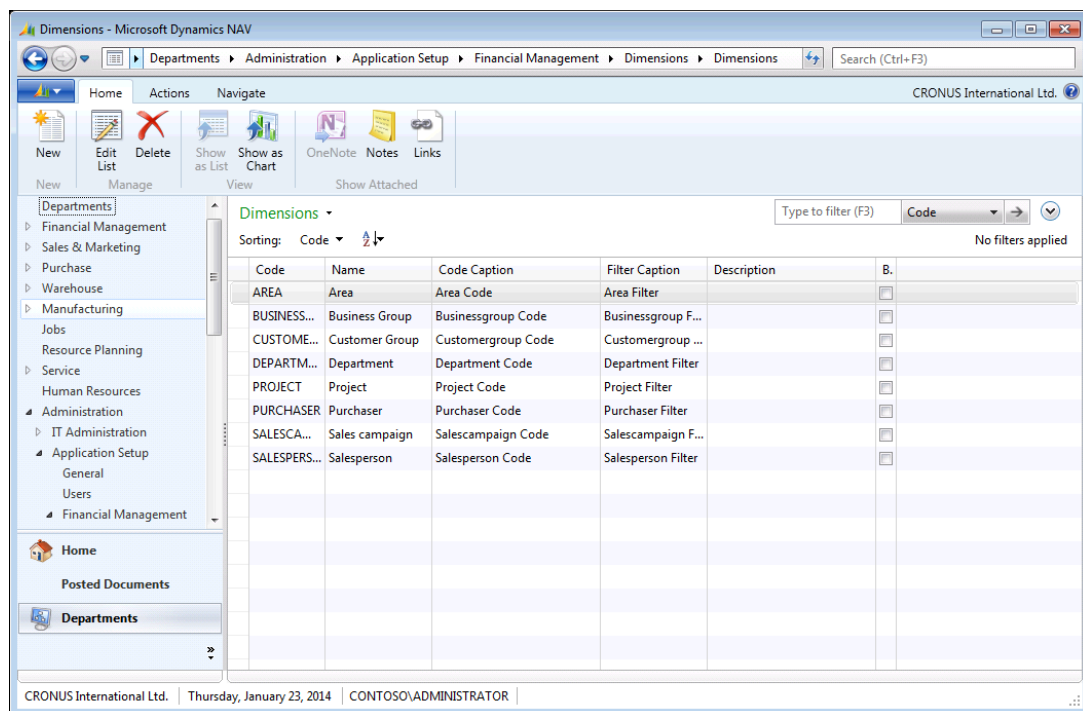 Dimensions - Microsoft Dynamics NAV
Departments Administration Application Setup Financial Management Dimensions Dimensions Search (Ctrl+F3)
Home Actions Navigate CRONUS International Ltd.
New Edit List Delete Show as List Show as Chart OneNote Notes Links
New Manage View Show Attached
Departments
Financial Management
Sales & Marketing
Purchase
Warehouse
Manufacturing
Jobs
Resource Planning
Service
Human Resources
Administration
IT Administration
Application Setup
General
Users
Financial Management
Home
Posted Documents
Departments
Dimensions Type to filter (F3) Code
Sorting: Code No filters applied
Code Name Code Caption Filter Caption Description B.
AREA Area Area Code Area Filter
BUSINESS... Business Group Businessgroup Code Businessgroup F...
CUSTOME... Customer Group Customergroup Code Customergroup ...
DEPARTM... Department Department Code Department Filter
PROJECT Project Project Code Project Filter
PURCHASER Purchaser Purchaser Code Purchaser Filter
SALESCA... Sales campaign Salescampaign Code Salescampaign F...
SALESPERS... Salesperson Salesperson Code Salesperson Filter
CRONUS International Ltd. Thursday, January 23, 2014 CONTOSO\ADMINISTRATOR